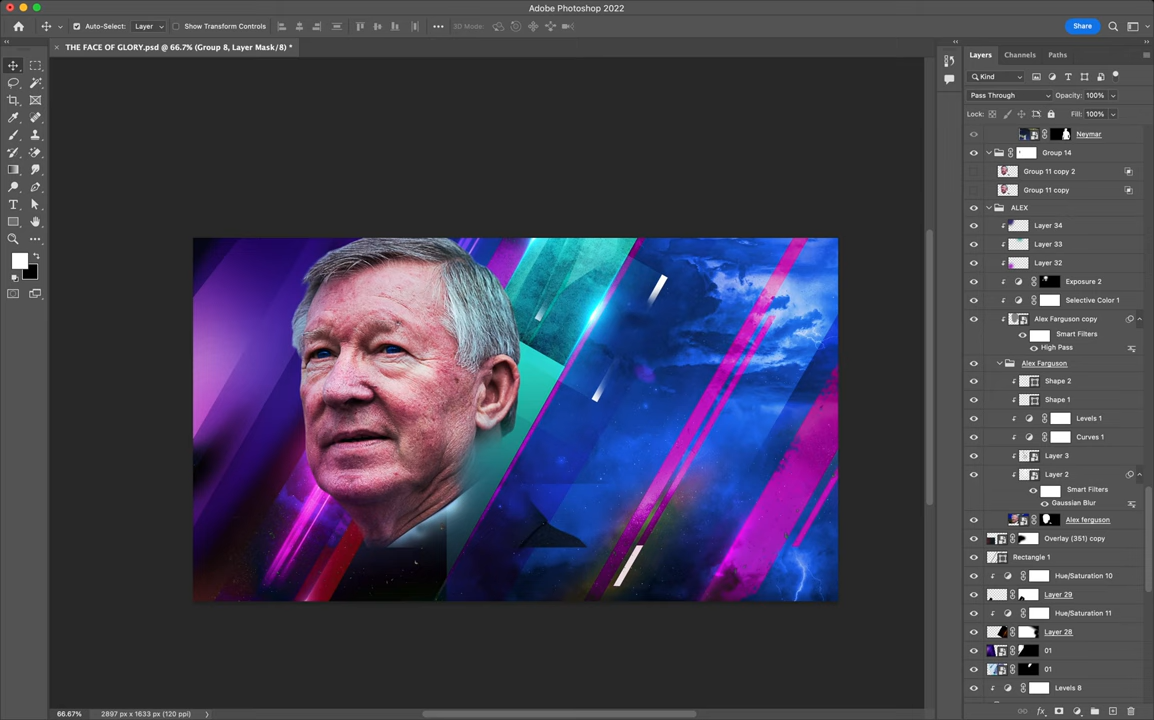 Adobe Photoshop 2022
Auto-Select: Layer Show Transform Controls 3D Mode: Share
× THE FACE OF GLORY.psd @ 66.7% (Group 8, Layer Mask/8) *
Layers Channels Paths
Kind
Pass Through Opacity: 100%
Lock: Fill: 100%
Neymar
Group 14
Group 11 copy 2
Group 11 copy
ALEX
Layer 34
Layer 33
Layer 32
Exposure 2
Selective Color 1
Alex Ferguson copy
Smart Filters
High Pass
Alex Ferguson
Shape 2
Shape 1
Levels 1
Curves 1
Layer 3
Layer 2
Smart Filters
Gaussian Blur
Alex ferguson
Overlay (351) copy
Rectangle 1
Hue/Saturation 10
Layer 29
Hue/Saturation 11
Layer 28
01
01
Levels 8
66.67% 2897 px x 1633 px (120 ppi)